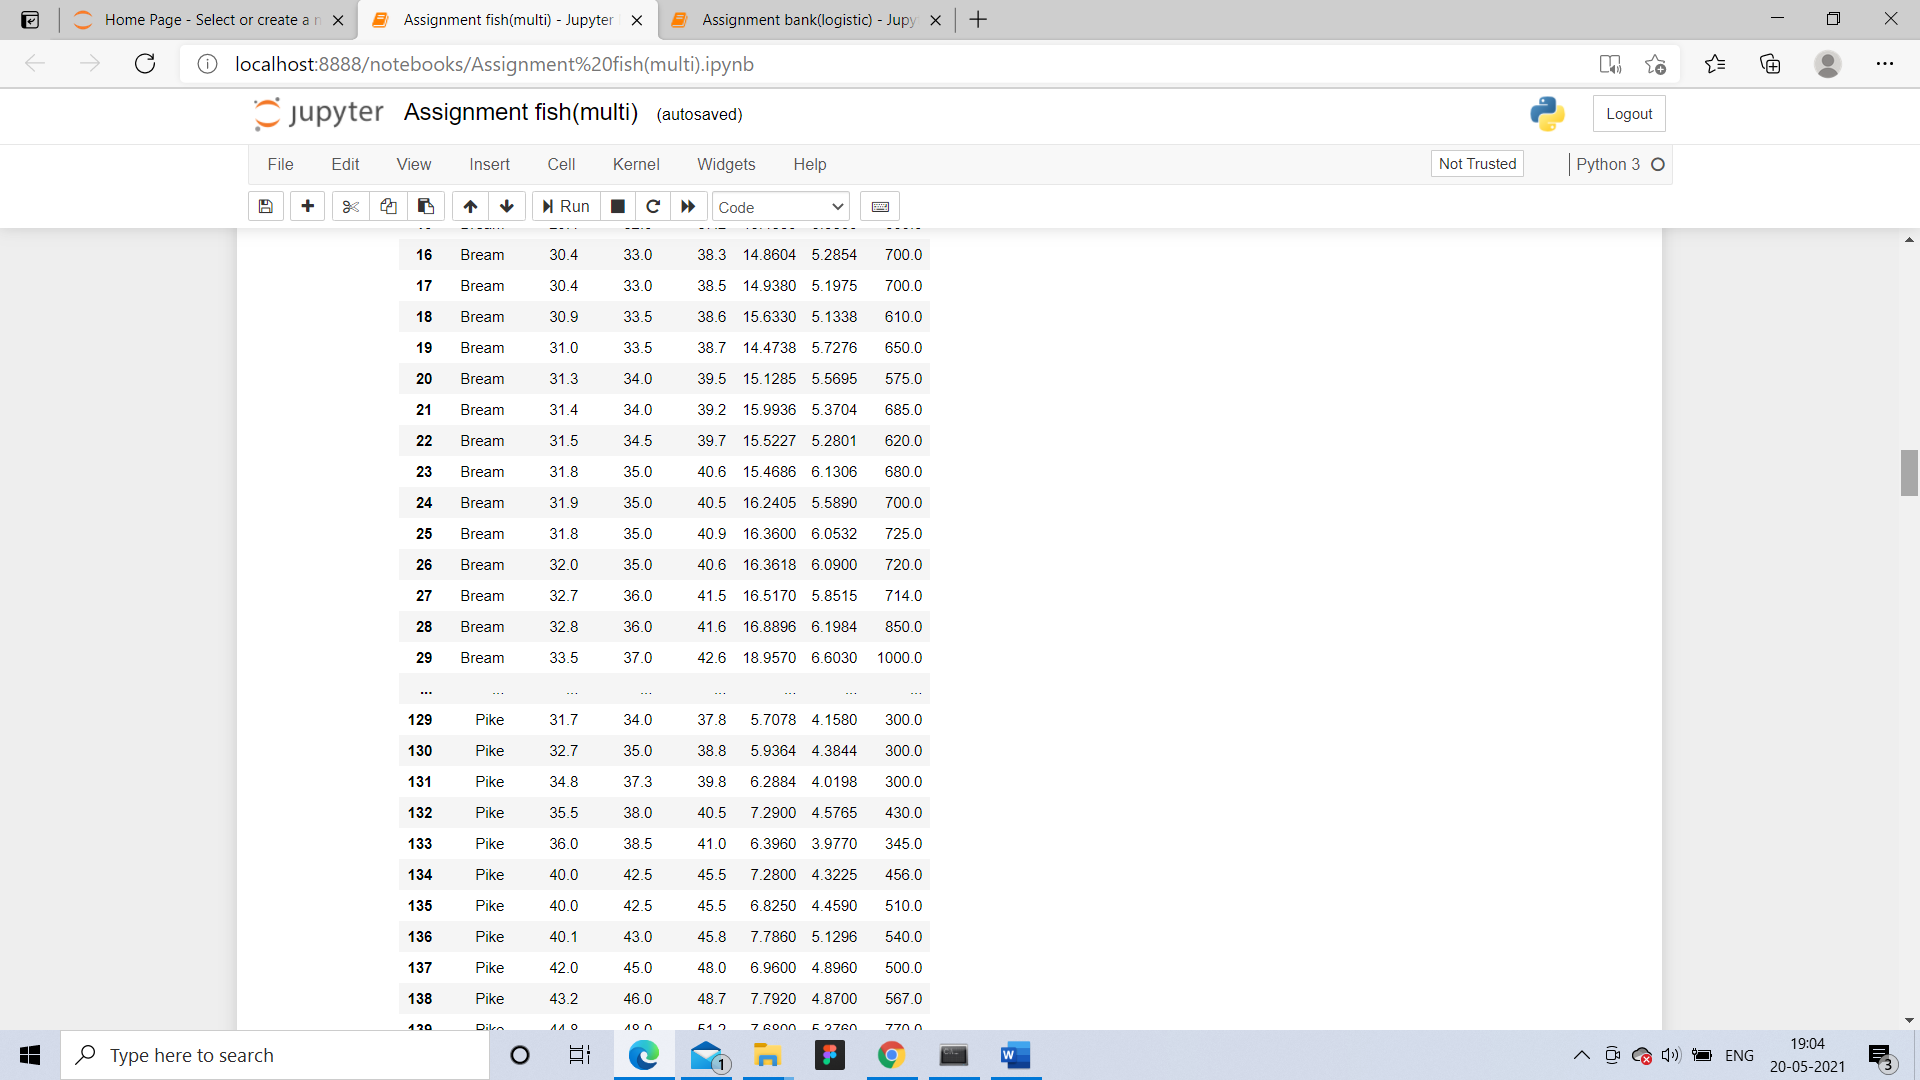 Home Page - Select or create a n
Assignment fish(multi) - Jupyter
Assignment bank(logistic) - Jupy
localhost:8888/notebooks/Assignment%20fish(multi).ipynb
jupyter Assignment fish(multi) (autosaved)
Logout
File Edit View Insert Cell Kernel Widgets Help
Not Trusted
Python 3
Run
Code
16 Bream 30.4 33.0 38.3 14.8604 5.2854 700.0
17 Bream 30.4 33.0 38.5 14.9380 5.1975 700.0
18 Bream 30.9 33.5 38.6 15.6330 5.1338 610.0
19 Bream 31.0 33.5 38.7 14.4738 5.7276 650.0
20 Bream 31.3 34.0 39.5 15.1285 5.5695 575.0
21 Bream 31.4 34.0 39.2 15.9936 5.3704 685.0
22 Bream 31.5 34.5 39.7 15.5227 5.2801 620.0
23 Bream 31.8 35.0 40.6 15.4686 6.1306 680.0
24 Bream 31.9 35.0 40.5 16.2405 5.5890 700.0
25 Bream 31.8 35.0 40.9 16.3600 6.0532 725.0
26 Bream 32.0 35.0 40.6 16.3618 6.0900 720.0
27 Bream 32.7 36.0 41.5 16.5170 5.8515 714.0
28 Bream 32.8 36.0 41.6 16.8896 6.1984 850.0
29 Bream 33.5 37.0 42.6 18.9570 6.6030 1000.0
... ... ... ... ... ... ... ...
129 Pike 31.7 34.0 37.8 5.7078 4.1580 300.0
130 Pike 32.7 35.0 38.8 5.9364 4.3844 300.0
131 Pike 34.8 37.3 39.8 6.2884 4.0198 300.0
132 Pike 35.5 38.0 40.5 7.2900 4.5765 430.0
133 Pike 36.0 38.5 41.0 6.3960 3.9770 345.0
134 Pike 40.0 42.5 45.5 7.2800 4.3225 456.0
135 Pike 40.0 42.5 45.5 6.8250 4.4590 510.0
136 Pike 40.1 43.0 45.8 7.7860 5.1296 540.0
137 Pike 42.0 45.0 48.0 6.9600 4.8960 500.0
138 Pike 43.2 46.0 48.7 7.7920 4.8700 567.0
139 Pike 44.8 48.0 51.2 7.6800 5.3760 770.0
Type here to search
1
ENG
19:04
20-05-2021
3